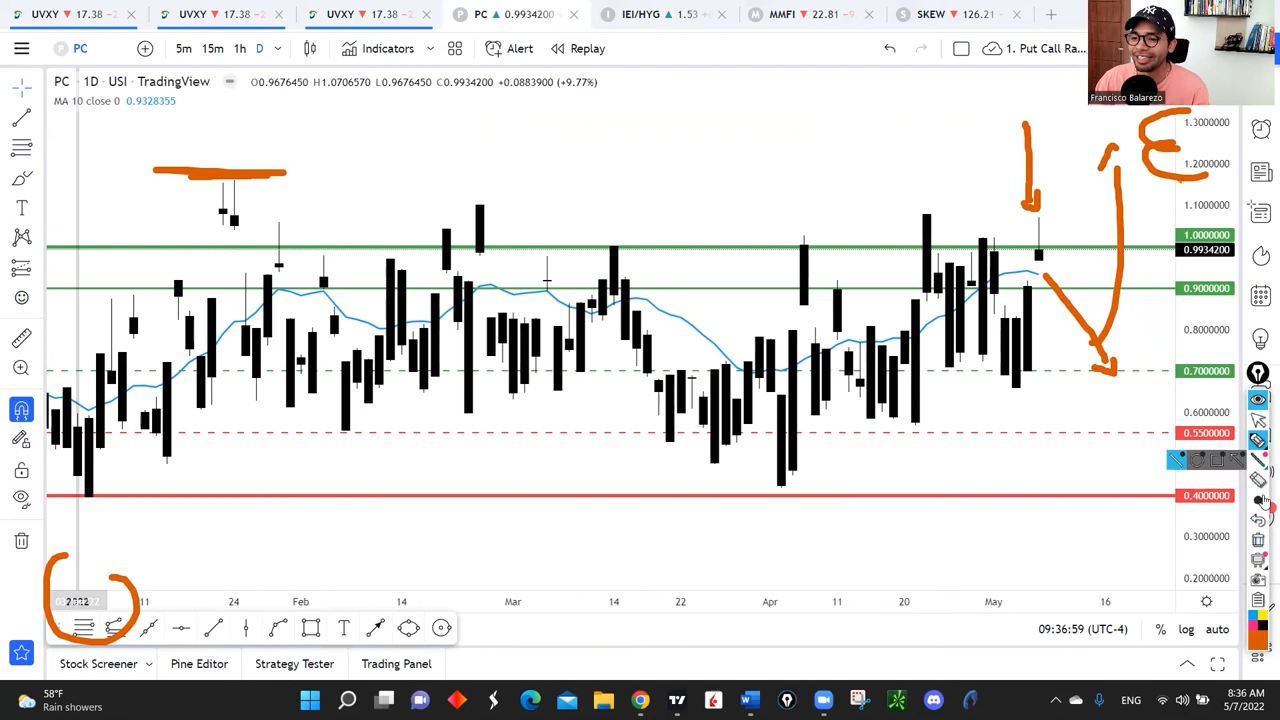 UVXY ▼ 17.38 −2
UVXY ▼ 17.38 −2
UVXY ▼ 17.38 −2
PC ▲ 0.9934200
IEI/HYG ▲ 1.53
MMFI ▼ 22.81 −9
SKEW ▼ 126.21
PC
5m 15m 1h D
Indicators
Alert
Replay
1. Put Call Ra...
Francisco Balarezo
PC · 1D · USI · TradingView
O0.9676450 H1.0706570 L0.9676450 C0.9934200 +0.0883900 (+9.77%)
MA 10 close 0 0.9328355
1.3000000
1.2000000
1.1000000
1.0000000
0.9934200
0.9000000
0.8000000
0.7000000
0.6000000
0.5500000
0.4000000
0.3000000
0.2000000
2022 11 24 Feb 14 Mar 14 22 Apr 11 20 May 16
09:36:59 (UTC-4)
% log auto
Stock Screener Pine Editor Strategy Tester Trading Panel
58°F
Rain showers
ENG
8:36 AM
5/7/2022